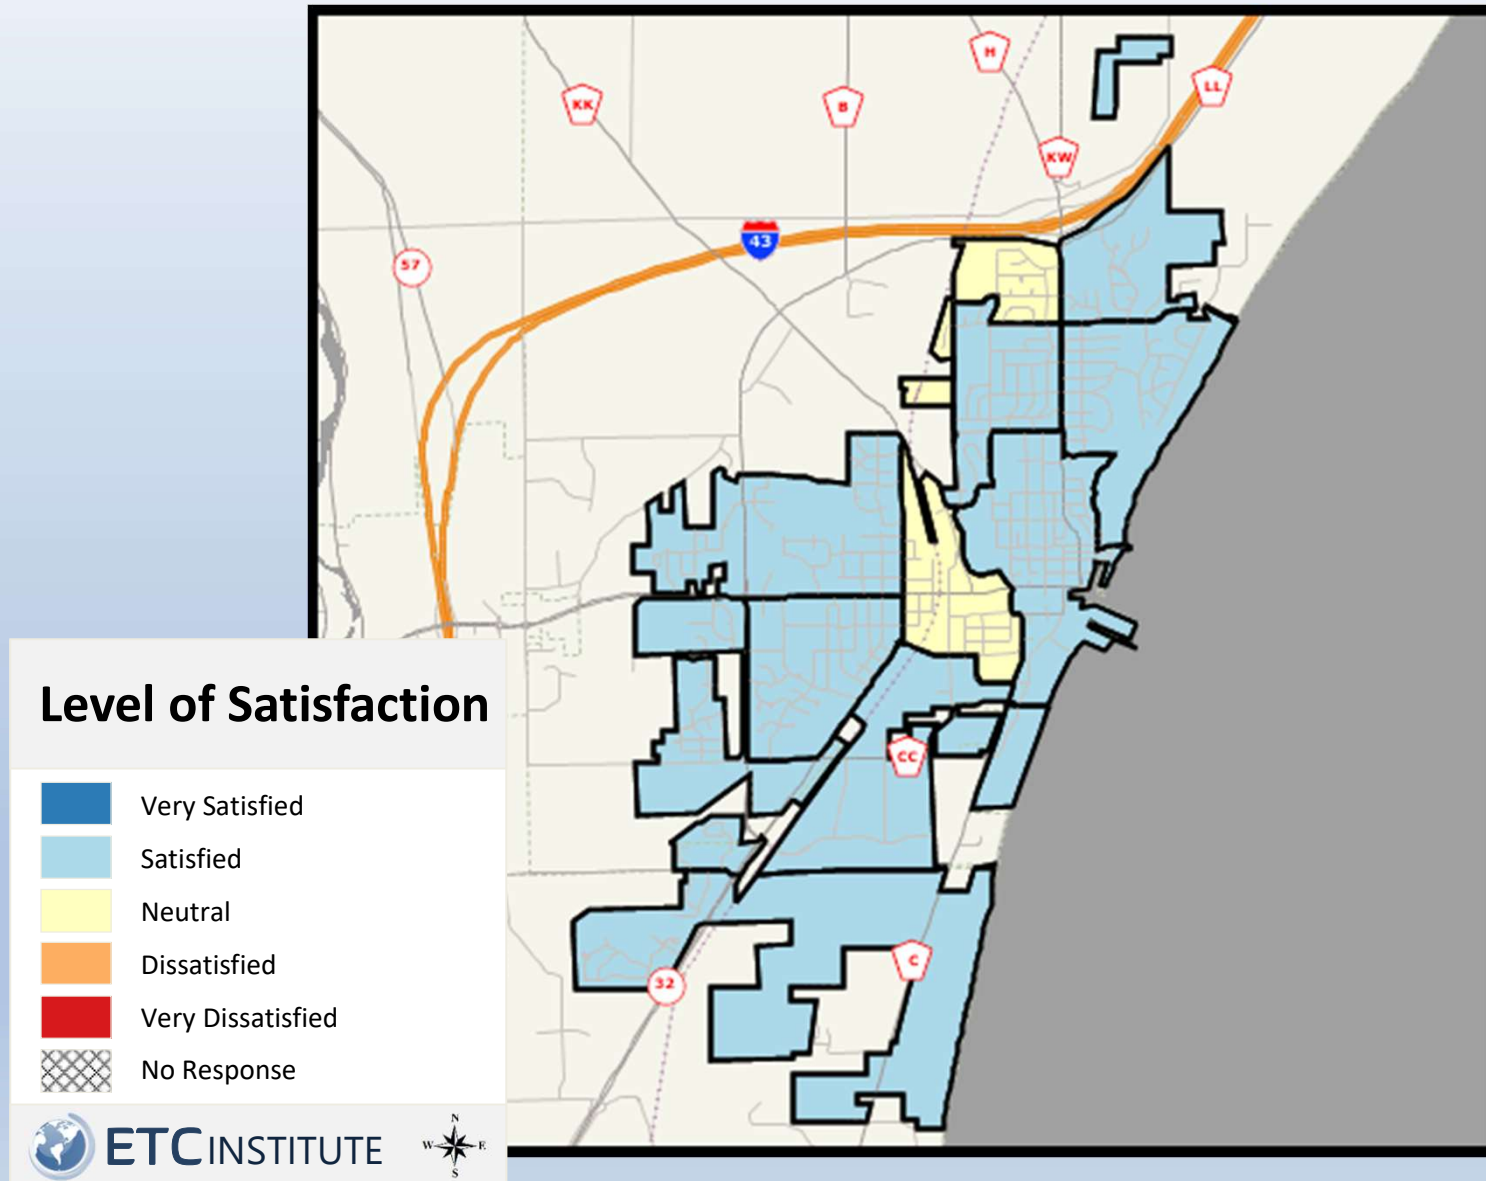 H
KK
B
LL
KW
43
57
CC
C
32
Level of Satisfaction
Very Satisfied
Satisfied
Neutral
Dissatisfied
Very Dissatisfied
No Response
ETC INSTITUTE
N
W E
S